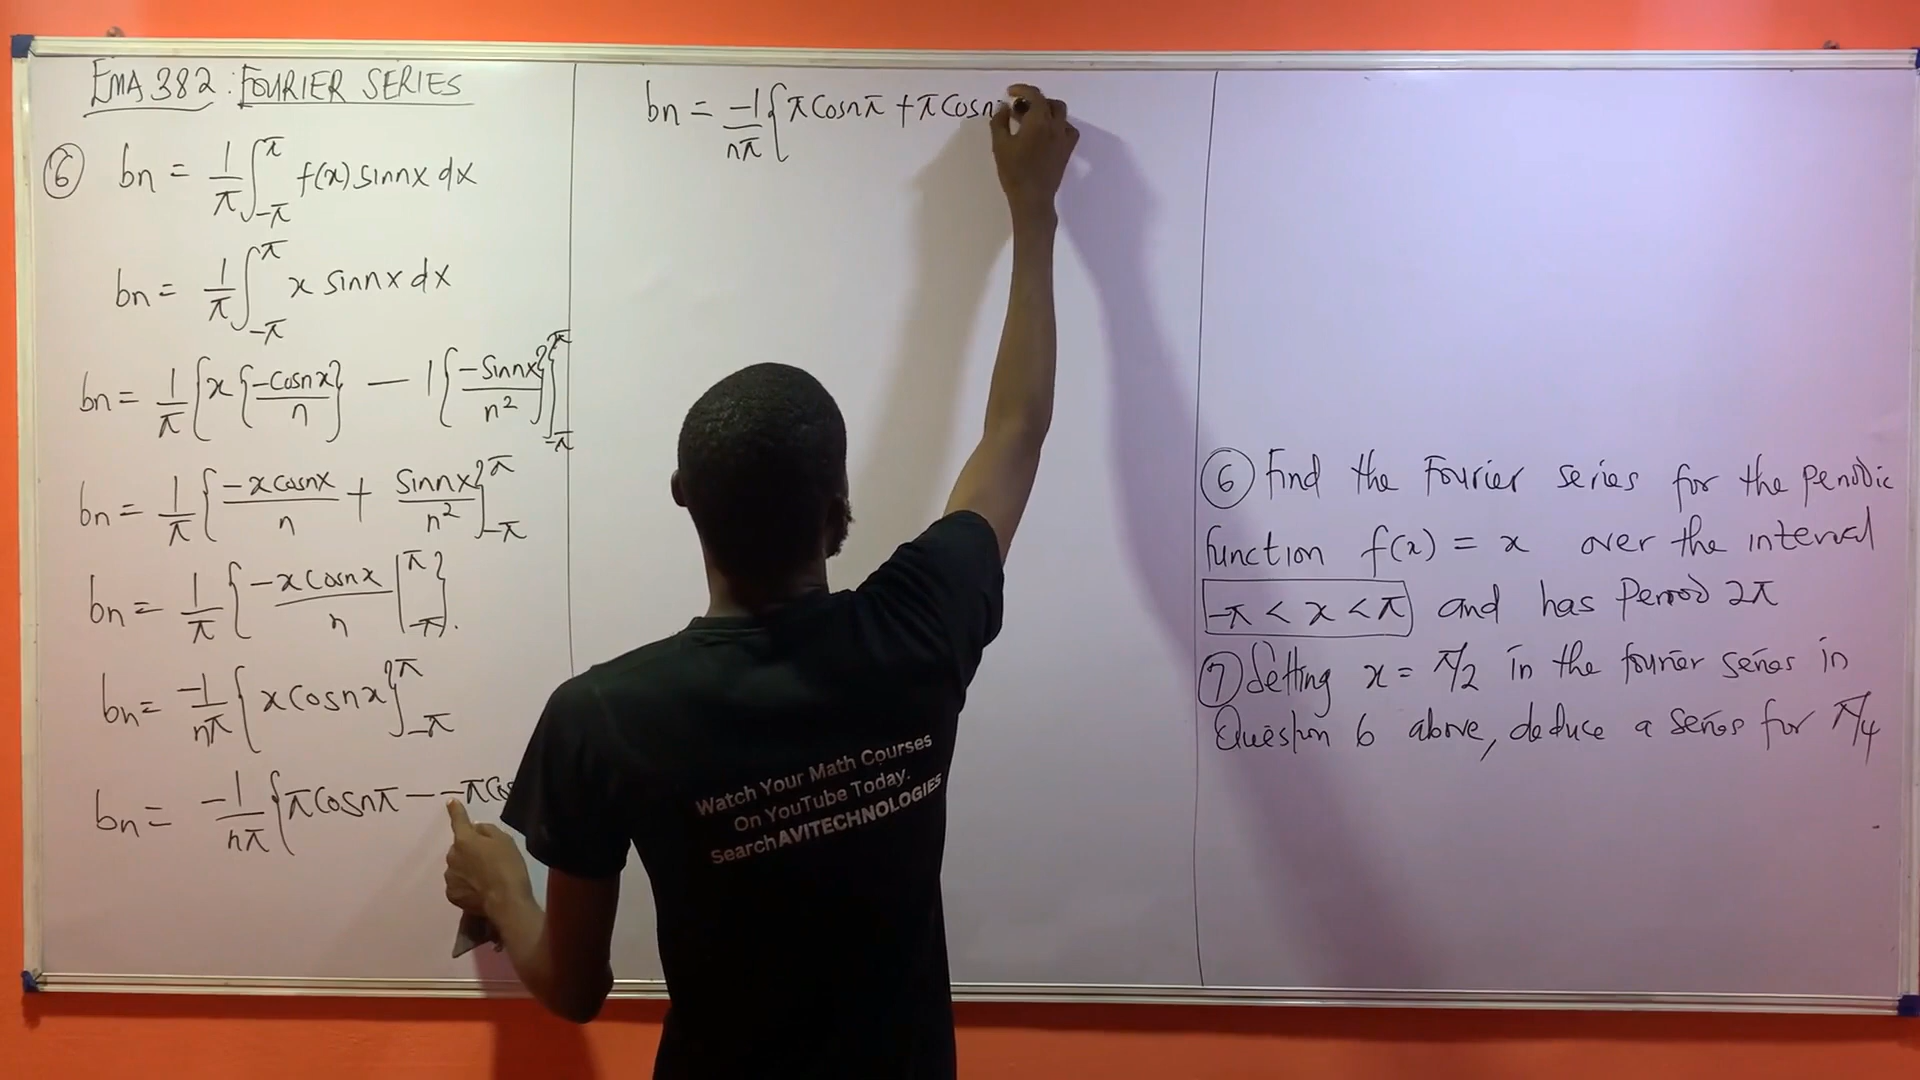 EMA 382 : FOURIER SERIES
⑥ bn = 1/π ∫_{-π}^{π} f(x) sinnx dx
bn = 1/π ∫_{-π}^{π} x sinnx dx
bn = 1/π [x {-Cosnx/n} - 1 {-Sinnx/n²}]_{-π}^{π}
bn = 1/π {-xcosnx/n + sinnx/n²}_{-π}^{π}
bn = 1/π {-xcosnx/n |_{-π}^{π}}.
bn = -1/nπ {xcosnx}_{-π}^{π}
bn = -1/nπ {πcosnπ - -πcos
bn = -1/nπ {πcosnπ + πcosn
⑥ Find the Fourier series for the periodic
function f(x) = x over the interval
-π < x < π and has Period 2π
⑦ Setting x = π/2 in the fourier series in
Question 6 above, deduce a series for π/4
Watch Your Math Courses
On YouTube Today.
Search AVITECHNOLOGIES